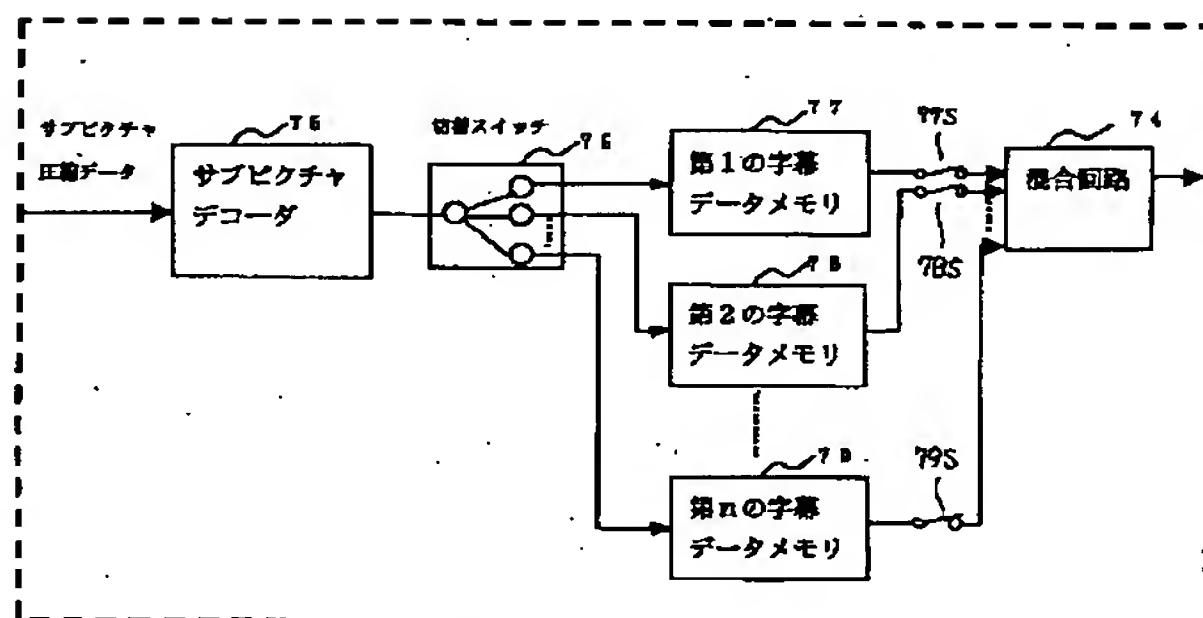 サブピクチャ
圧縮データ
サブピクチャ
デコーダ
切替スイッチ
76
77
第1の字幕
データメモリ
77S
78S
74
混合回路
78
第2の字幕
データメモリ
79
第nの字幕
データメモリ
79S